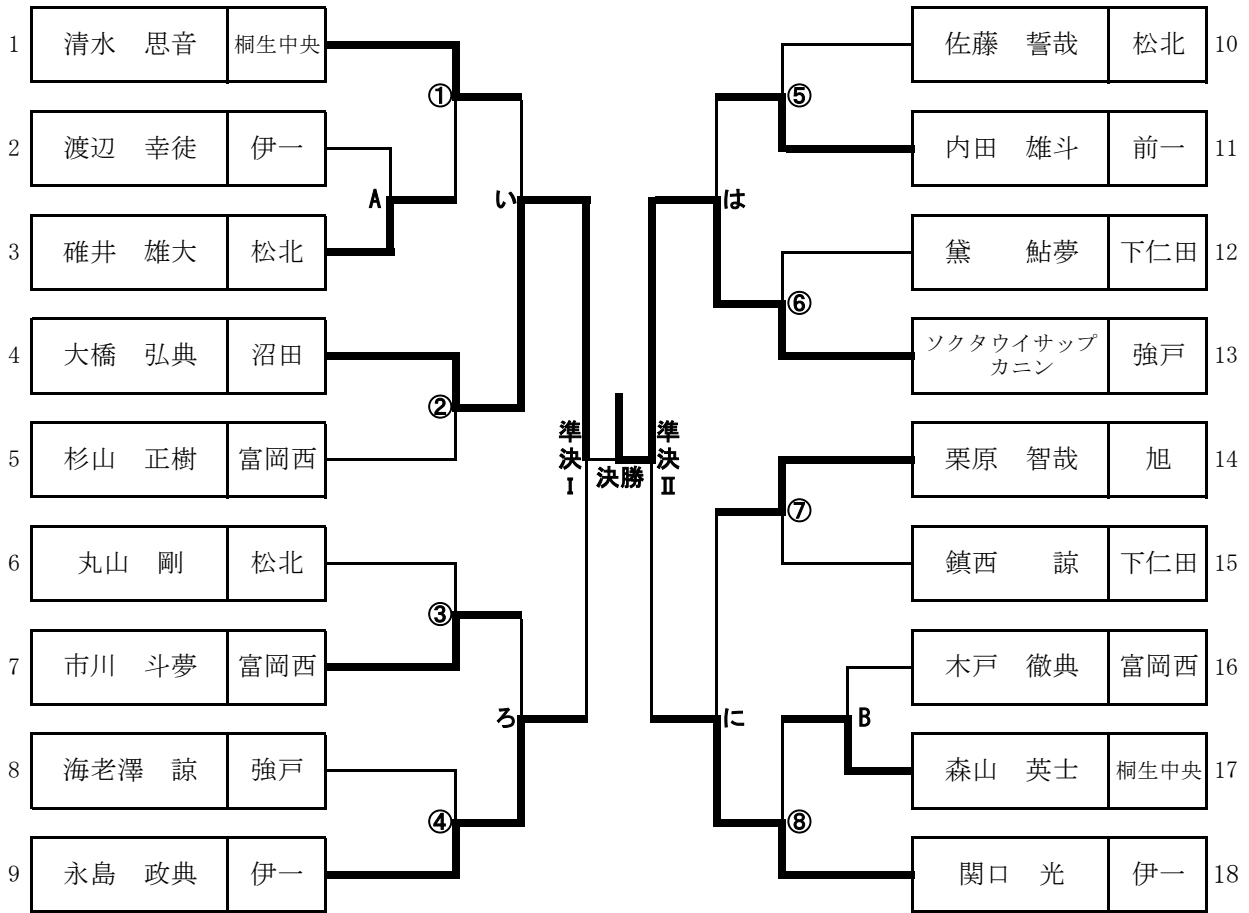 1 清水 思音 桐生中央
2 渡辺 幸徒 伊一
3 碓井 雄大 松北
4 大橋 弘典 沼田
5 杉山 正樹 富岡西
6 丸山 剛 松北
7 市川 斗夢 富岡西
8 海老澤 諒 強戸
9 永島 政典 伊一
①
A
②
③
④
い
ろ
準決Ⅰ
決勝
準決Ⅱ
は
に
⑤
⑥
⑦
B
⑧
佐藤 誓哉 松北 10
内田 雄斗 前一 11
黛 鮎夢 下仁田 12
ソクタウイサップ
カニン 強戸 13
栗原 智哉 旭 14
鎮西 諒 下仁田 15
木戸 徹典 富岡西 16
森山 英士 桐生中央 17
関口 光 伊一 18